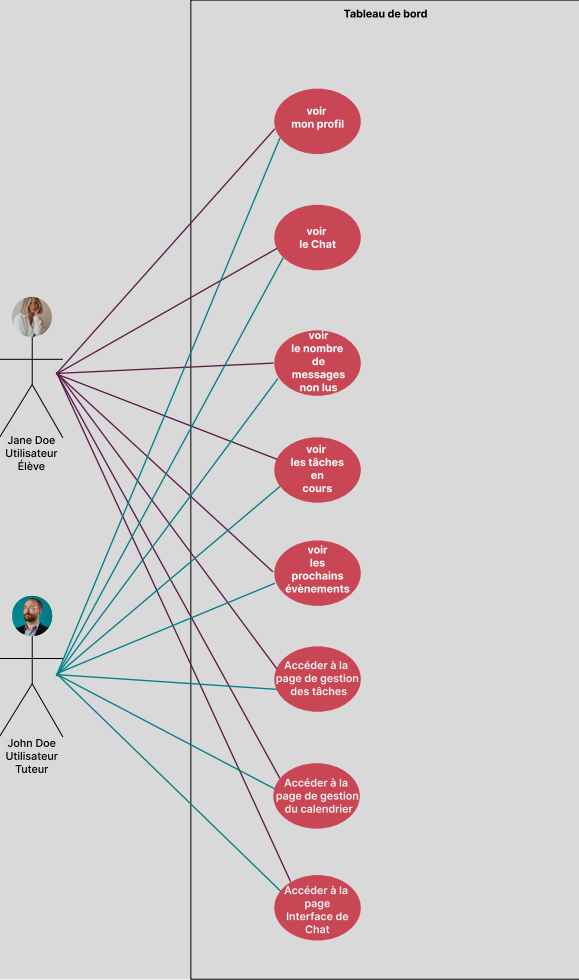 Tableau de bord
voir
mon profil
voir
le Chat
voir
le nombre
de
messages
non lus
Jane Doe
Utilisateur
Élève
voir
les tâches
en
cours
voir
les
prochains
évènements
Accéder à la
page de gestion
des tâches
John Doe
Utilisateur
Tuteur
Accéder à la
page de gestion
du calendrier
Accéder à la
page
Interface de
Chat